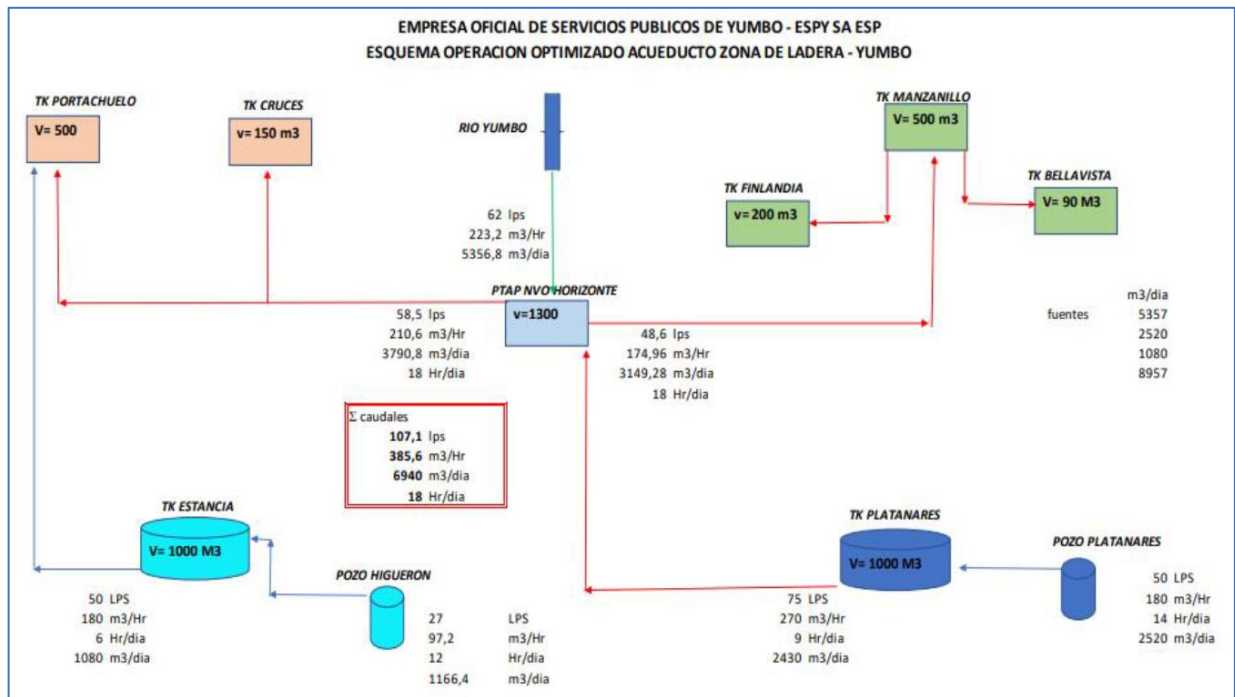 EMPRESA OFICIAL DE SERVICIOS PUBLICOS DE YUMBO - ESPY SA ESP
ESQUEMA OPERACION OPTIMIZADO ACUEDUCTO ZONA DE LADERA - YUMBO
TK PORTACHUELO
V= 500
TK CRUCES
v= 150 m3
RIO YUMBO
TK MANZANILLO
V= 500 m3
TK FINLANDIA
v= 200 m3
TK BELLAVISTA
V= 90 M3
62 lps
223,2 m3/Hr
5356,8 m3/dia
PTAP NVO HORIZONTE
v=1300
58,5 lps
210,6 m3/Hr
3790,8 m3/dia
18 Hr/dia
48,6 lps
174,96 m3/Hr
3149,28 m3/dia
18 Hr/dia
m3/dia
fuentes 5357
2520
1080
8957
Σ caudales
107,1 lps
385,6 m3/Hr
6940 m3/dia
18 Hr/dia
TK ESTANCIA
V= 1000 M3
50 LPS
180 m3/Hr
6 Hr/dia
1080 m3/dia
POZO HIGUERON
27 LPS
97,2 m3/Hr
12 Hr/dia
1166,4 m3/dia
TK PLATANARES
V= 1000 M3
75 LPS
270 m3/Hr
9 Hr/dia
2430 m3/dia
POZO PLATANARES
50 LPS
180 m3/Hr
14 Hr/dia
2520 m3/dia